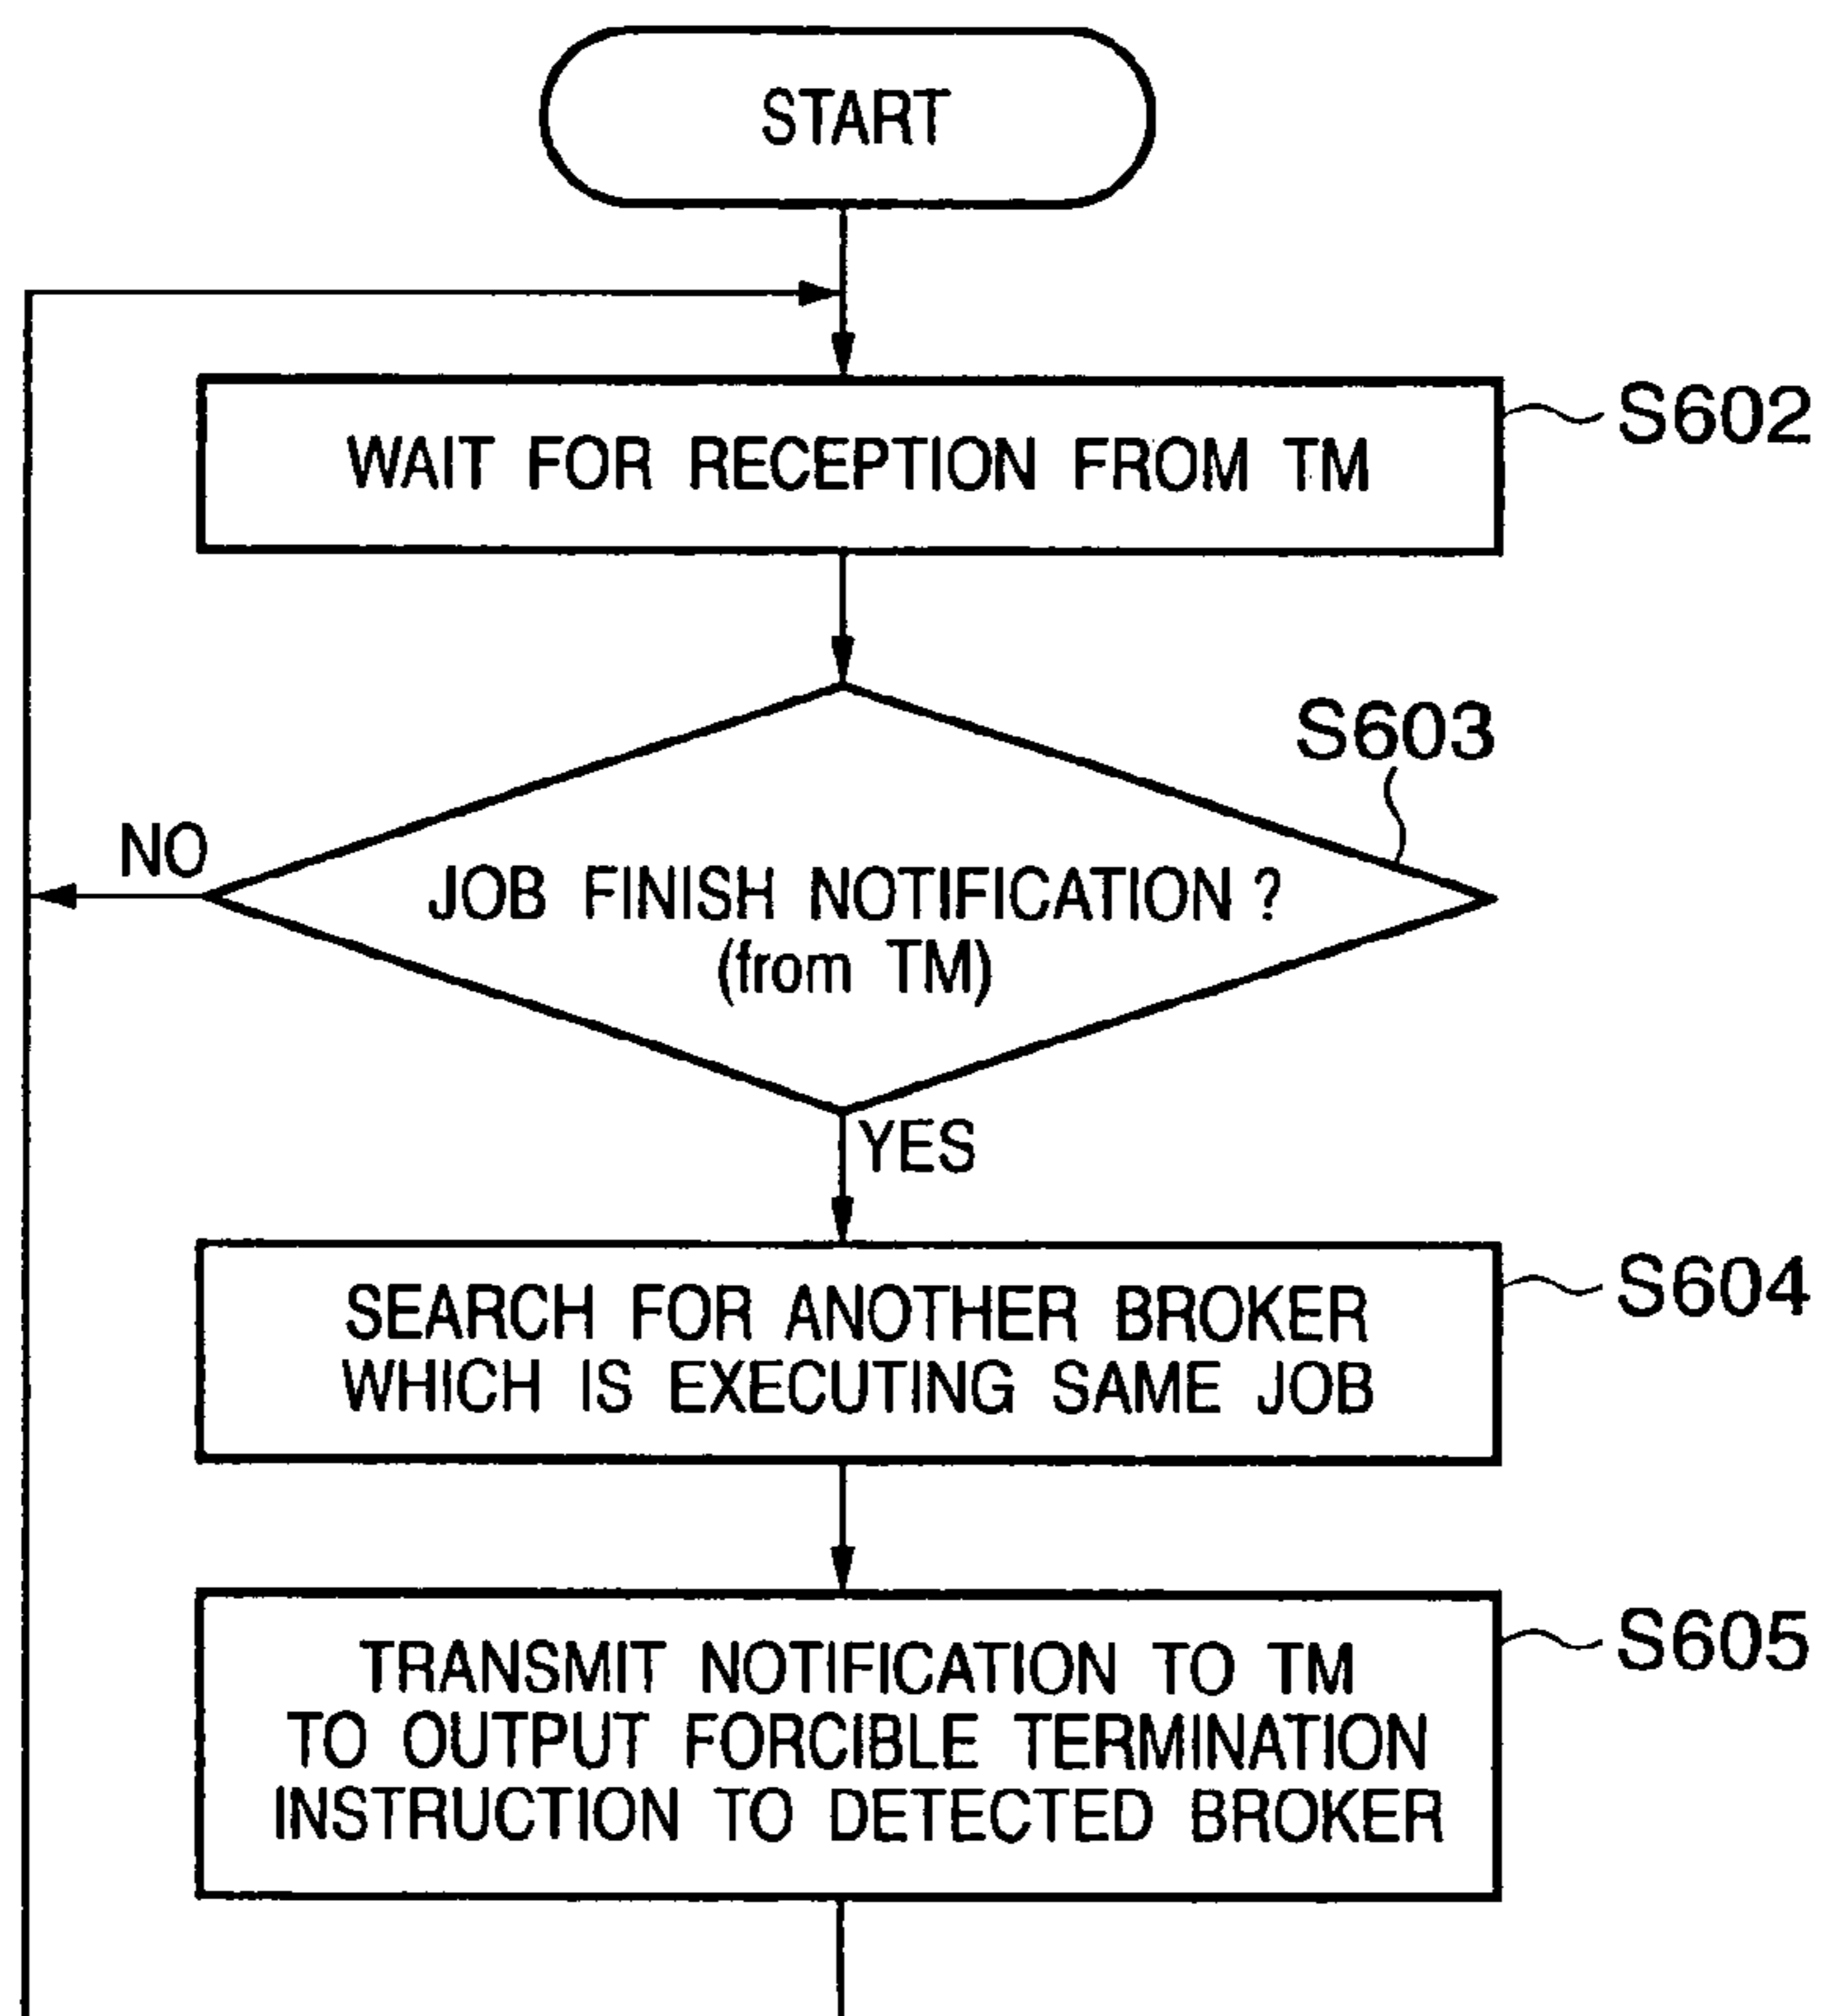 START
WAIT FOR RECEPTION FROM TM
S602
S603
NO
JOB FINISH NOTIFICATION ?
(from TM)
YES
SEARCH FOR ANOTHER BROKER
WHICH IS EXECUTING SAME JOB
S604
TRANSMIT NOTIFICATION TO TM
TO OUTPUT FORCIBLE TERMINATION
INSTRUCTION TO DETECTED BROKER
S605